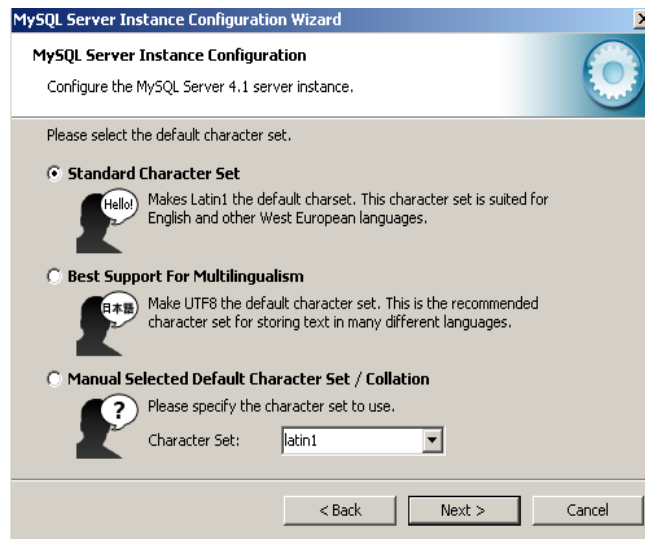 MySQL Server Instance Configuration Wizard
MySQL Server Instance Configuration
Configure the MySQL Server 4.1 server instance.
Please select the default character set.
Standard Character Set
Hello!
Makes Latin1 the default charset. This character set is suited for
English and other West European languages.
Best Support For Multilingualism
日本語
Make UTF8 the default character set. This is the recommended
character set for storing text in many different languages.
Manual Selected Default Character Set / Collation
?
Please specify the character set to use.
Character Set: latin1
< Back Next > Cancel